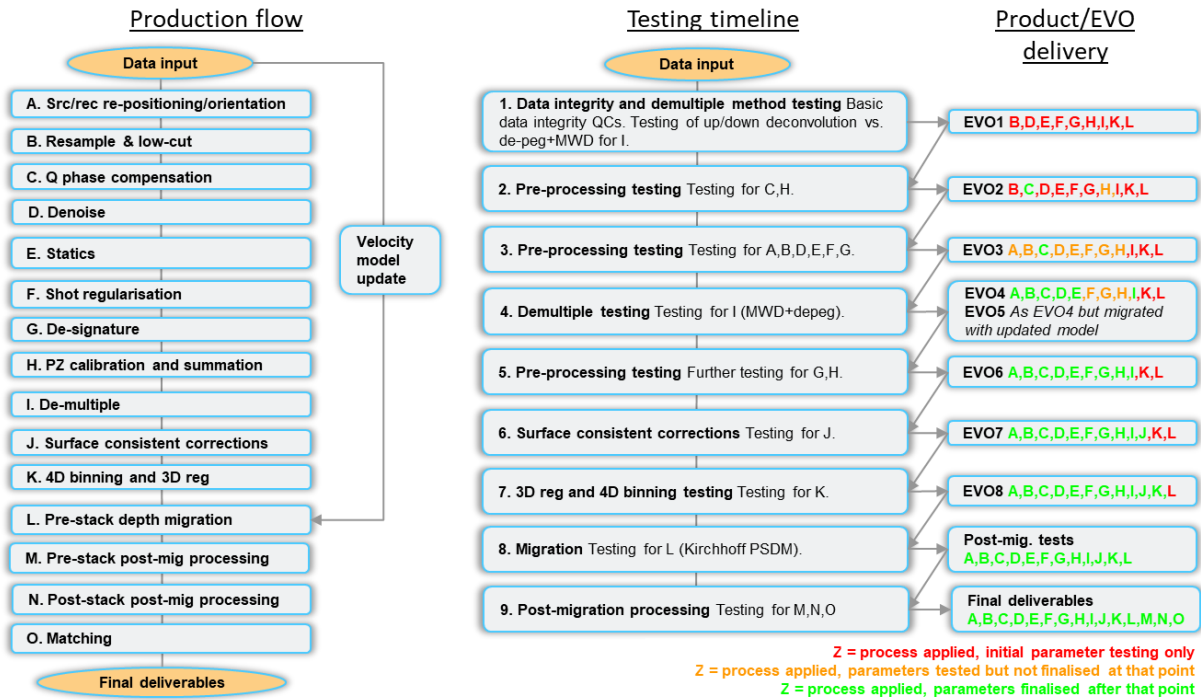 Production flow
Data input
A. Src/rec re-positioning/orientation
B. Resample & low-cut
C. Q phase compensation
D. Denoise
E. Statics
F. Shot regularisation
G. De-signature
H. PZ calibration and summation
I. De-multiple
J. Surface consistent corrections
K. 4D binning and 3D reg
L. Pre-stack depth migration
M. Pre-stack post-mig processing
N. Post-stack post-mig processing
O. Matching
Final deliverables
Velocity
model
update
Testing timeline
Data input
1. Data integrity and demultiple method testing Basic
data integrity QCs. Testing of up/down deconvolution vs.
de-peg+MWD for I.
2. Pre-processing testing Testing for C,H.
3. Pre-processing testing Testing for A,B,D,E,F,G.
4. Demultiple testing Testing for I (MWD+depeg).
5. Pre-processing testing Further testing for G,H.
6. Surface consistent corrections Testing for J.
7. 3D reg and 4D binning testing Testing for K.
8. Migration Testing for L (Kirchhoff PSDM).
9. Post-migration processing Testing for M,N,O
Product/EVO
delivery
EVO1 B,D,E,F,G,H,I,K,L
EVO2 B,C,D,E,F,G,H,I,K,L
EVO3 A,B,C,D,E,F,G,H,I,K,L
EVO4 A,B,C,D,E,F,G,H,I,K,L
EVO5 As EVO4 but migrated
with updated model
EVO6 A,B,C,D,E,F,G,H,I,K,L
EVO7 A,B,C,D,E,F,G,H,I,J,K,L
EVO8 A,B,C,D,E,F,G,H,I,J,K,L
Post-mig. tests
A,B,C,D,E,F,G,H,I,J,K,L
Final deliverables
A,B,C,D,E,F,G,H,I,J,K,L,M,N,O
Z = process applied, initial parameter testing only
Z = process applied, parameters tested but not finalised at that point
Z = process applied, parameters finalised after that point